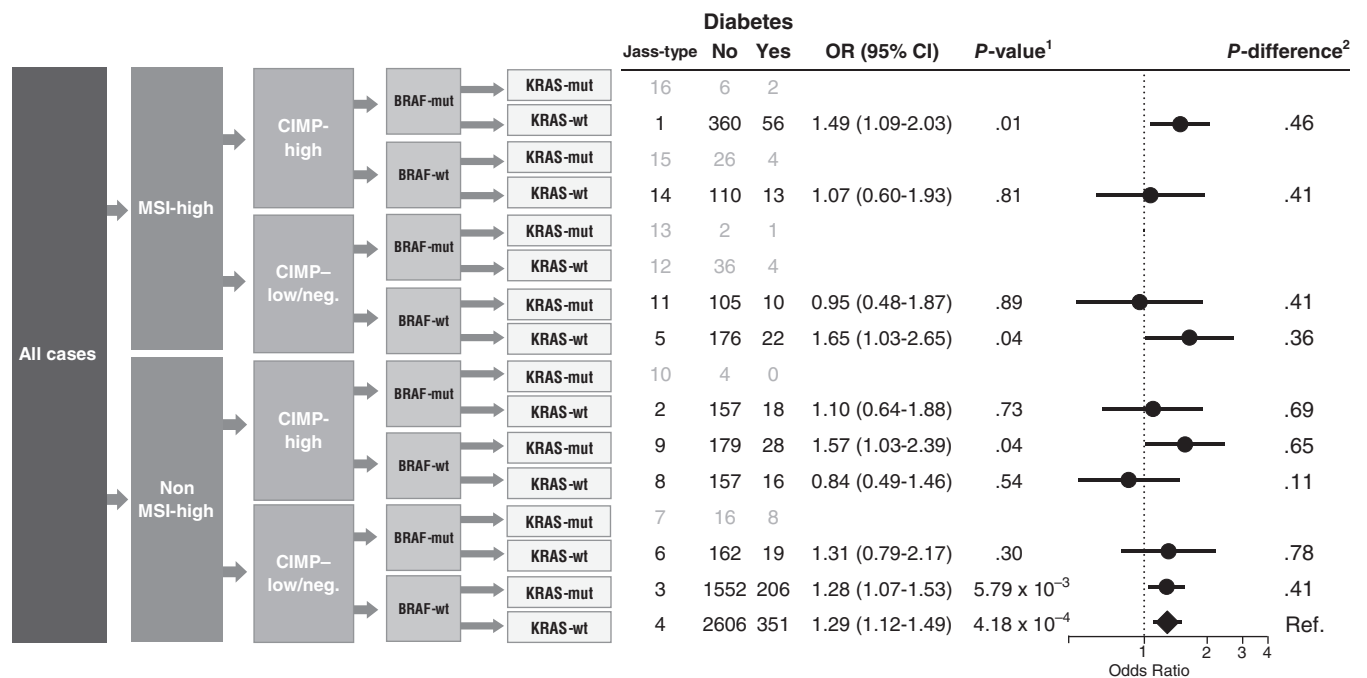 Diabetes
Jass-type No Yes OR (95% CI) P-value1 P-difference2
All cases
MSI-high
Non
MSI-high
CIMP-
high
CIMP–
low/neg.
CIMP-
high
CIMP–
low/neg.
BRAF-mut
BRAF-wt
BRAF-mut
BRAF-wt
BRAF-mut
BRAF-wt
BRAF-mut
BRAF-wt
KRAS-mut 16 6 2
KRAS-wt 1 360 56 1.49 (1.09-2.03) .01 .46
KRAS-mut 15 26 4
KRAS-wt 14 110 13 1.07 (0.60-1.93) .81 .41
KRAS-mut 13 2 1
KRAS-wt 12 36 4
KRAS-mut 11 105 10 0.95 (0.48-1.87) .89 .41
KRAS-wt 5 176 22 1.65 (1.03-2.65) .04 .36
KRAS-mut 10 4 0
KRAS-wt 2 157 18 1.10 (0.64-1.88) .73 .69
KRAS-mut 9 179 28 1.57 (1.03-2.39) .04 .65
KRAS-wt 8 157 16 0.84 (0.49-1.46) .54 .11
KRAS-mut 7 16 8
KRAS-wt 6 162 19 1.31 (0.79-2.17) .30 .78
KRAS-mut 3 1552 206 1.28 (1.07-1.53) 5.79 x 10–3 .41
KRAS-wt 4 2606 351 1.29 (1.12-1.49) 4.18 x 10–4 Ref.
1 2 3 4
Odds Ratio